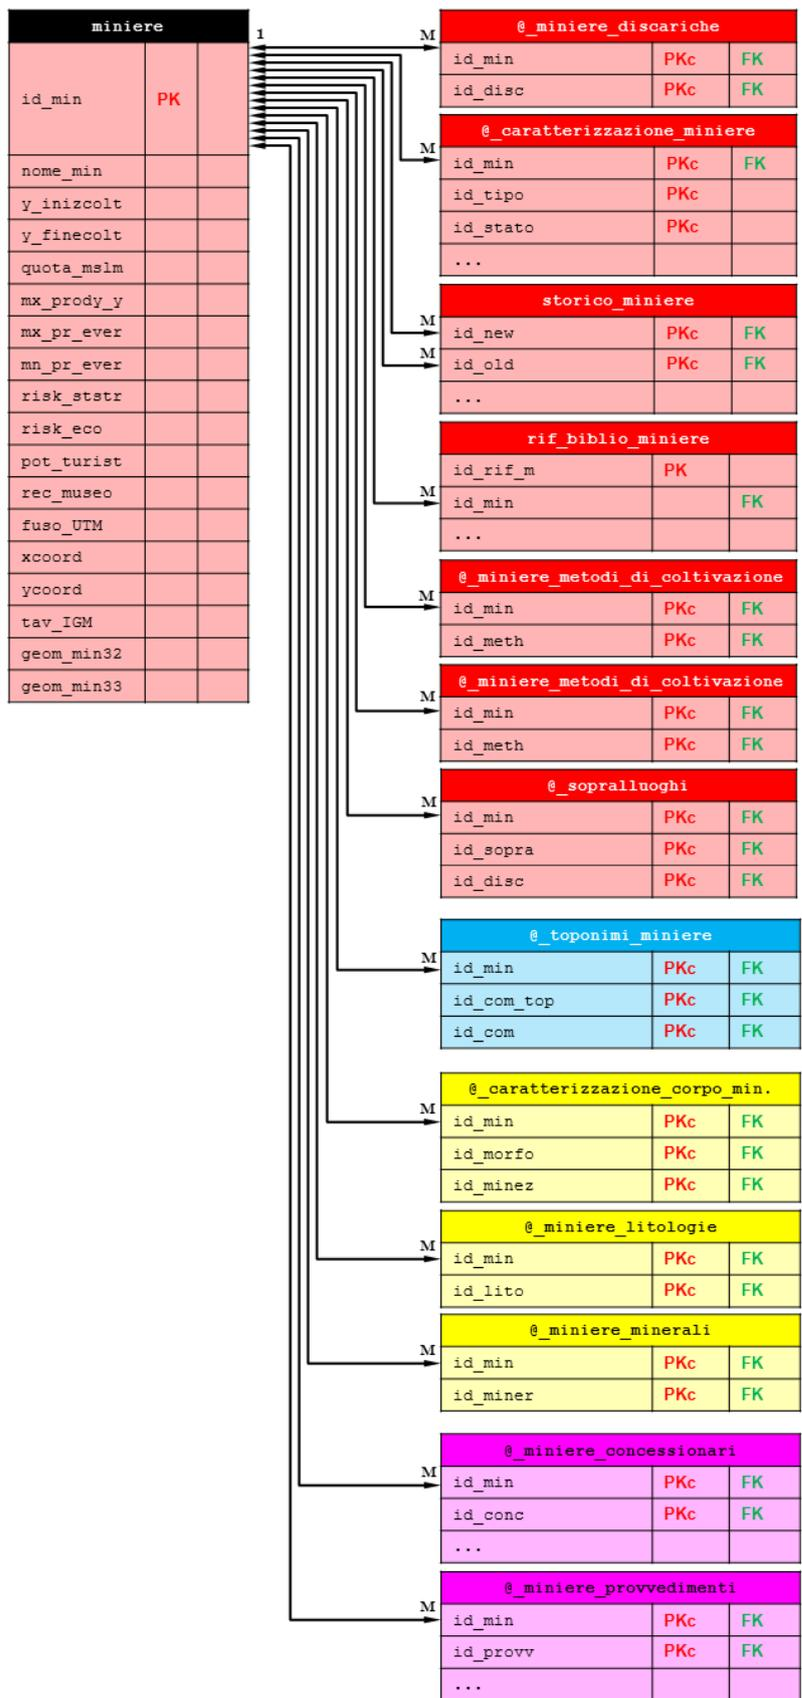 miniere
id_min PK
nome_min
y_inizcolt
y_finecolt
quota_mslm
mx_prody_y
mx_pr_ever
mn_pr_ever
risk_ststr
risk_eco
pot_turist
rec_museo
fuso_UTM
xcoord
ycoord
tav_IGM
geom_min32
geom_min33
1
M
@_miniere_discariche
id_min PKc FK
id_disc PKc FK
@_caratterizzazione_miniere
M
id_min PKc FK
id_tipo PKc
id_stato PKc
...
storico_miniere
M
id_new PKc FK
M
id_old PKc FK
...
rif_biblio_miniere
id_rif_m PK
M
id_min FK
...
@_miniere_metodi_di_coltivazione
M
id_min PKc FK
id_meth PKc FK
@_miniere_metodi_di_coltivazione
M
id_min PKc FK
id_meth PKc FK
@_sopralluoghi
M
id_min PKc FK
id_sopra PKc FK
id_disc PKc FK
@_toponimi_miniere
M
id_min PKc FK
id_com_top PKc FK
id_com PKc FK
@_caratterizzazione_corpo_min.
M
id_min PKc FK
id_morfo PKc FK
id_minez PKc FK
@_miniere_litologie
M
id_min PKc FK
id_lito PKc FK
@_miniere_minerali
M
id_min PKc FK
id_miner PKc FK
@_miniere_concessionari
M
id_min PKc FK
id_conc PKc FK
...
@_miniere_provvedimenti
M
id_min PKc FK
id_provv PKc FK
...